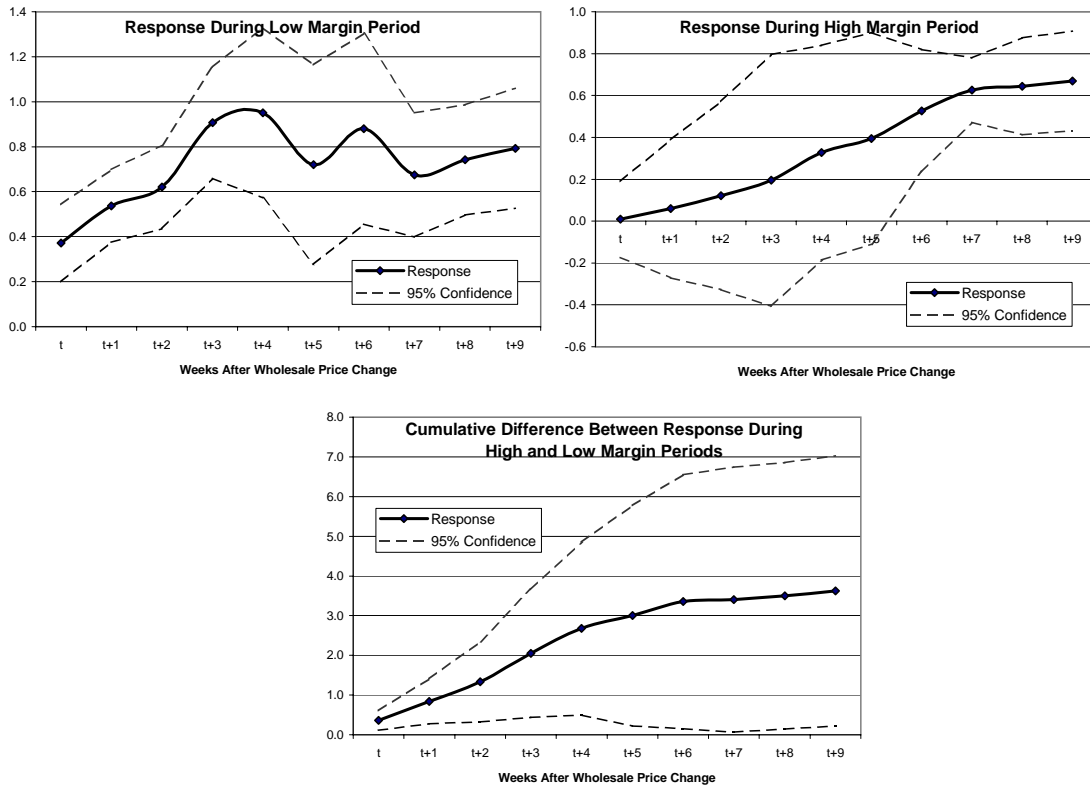 Response During Low Margin Period
1.4
1.2
1.0
0.8
0.6
0.4
0.2
0.0
Response
95% Confidence
t t+1 t+2 t+3 t+4 t+5 t+6 t+7 t+8 t+9
Weeks After Wholesale Price Change
Response During High Margin Period
1.0
0.8
0.6
0.4
0.2
0.0
-0.2
-0.4
-0.6
t t+1 t+2 t+3 t+4 t+5 t+6 t+7 t+8 t+9
Response
95% Confidence
Weeks After Wholesale Price Change
Cumulative Difference Between Response During
High and Low Margin Periods
8.0
7.0
6.0
5.0
4.0
3.0
2.0
1.0
0.0
Response
95% Confidence
t t+1 t+2 t+3 t+4 t+5 t+6 t+7 t+8 t+9
Weeks After Wholesale Price Change